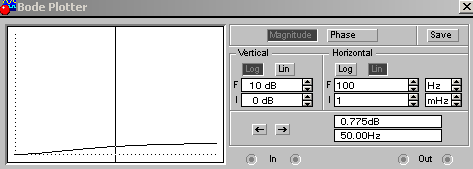 Bode Plotter
Magnitude Phase Save
Vertical Horizontal
Log Lin Log Lin
F 10 dB F 100 Hz
I 0 dB I 1 mHz
← → 0.775dB
50.00Hz
In Out